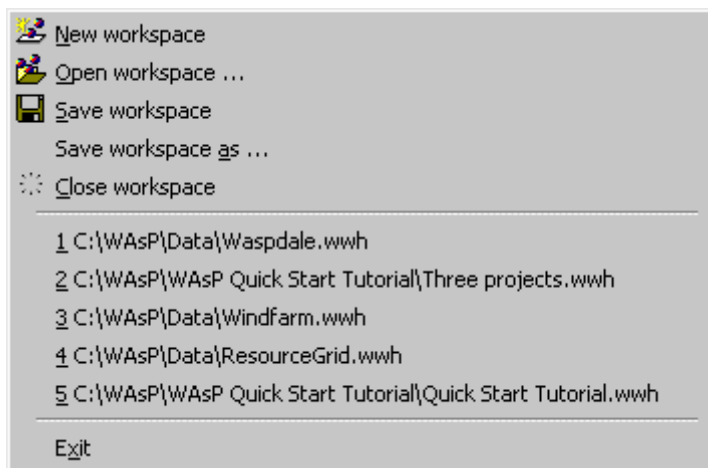 New workspace
Open workspace ...
Save workspace
Save workspace as ...
Close workspace
1 C:\WAsP\Data\Waspdale.wwh
2 C:\WAsP\WAsP Quick Start Tutorial\Three projects.wwh
3 C:\WAsP\Data\Windfarm.wwh
4 C:\WAsP\Data\ResourceGrid.wwh
5 C:\WAsP\WAsP Quick Start Tutorial\Quick Start Tutorial.wwh
Exit